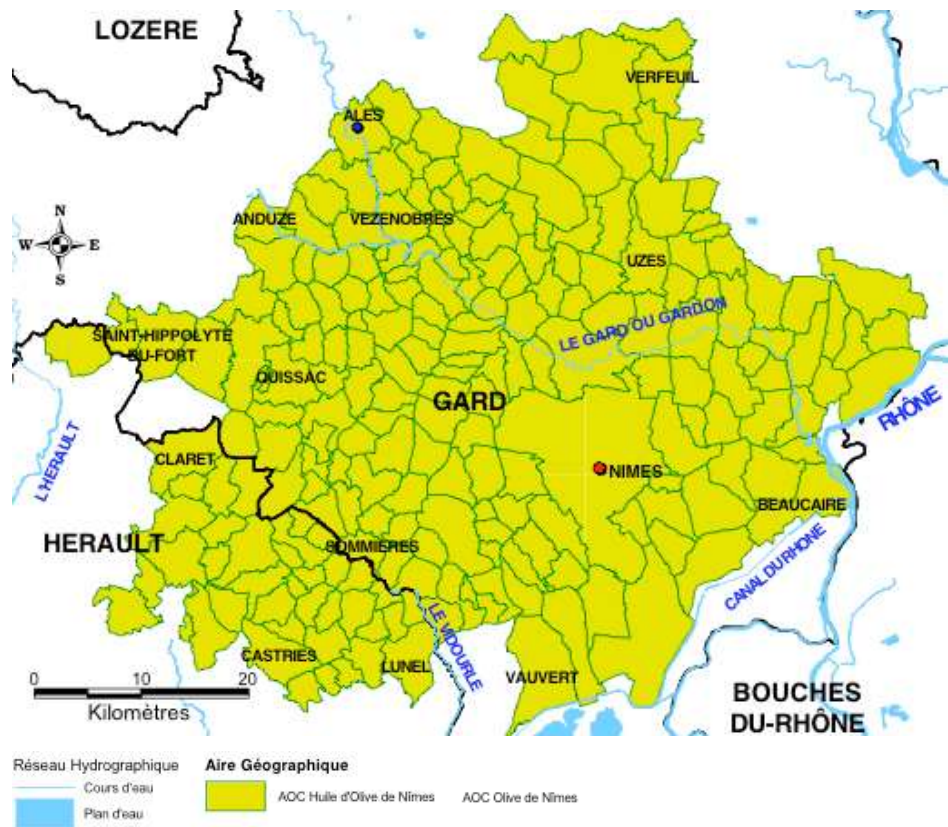 LOZERE
VERFEUIL
ALES
N
W E
S
ANDUZE
VEZENOBRES
UZES
SAINT-HIPPOLYTE
DU-FORT
LE GARD OU GARDON
QUISSAC
GARD
RHÔNE
L'HERAULT
CLARET
NIMES
BEAUCAIRE
HERAULT
SOMMIERES
CANAL DU RHONE
LE VIDOURLE
CASTRIES
LUNEL
VAUVERT
0 10 20
Kilomètres
BOUCHES
DU-RHÔNE
Réseau Hydrographique
Cours d'eau
Plan d'eau
Aire Géographique
AOC Huile d'Olive de Nîmes
AOC Olive de Nîmes